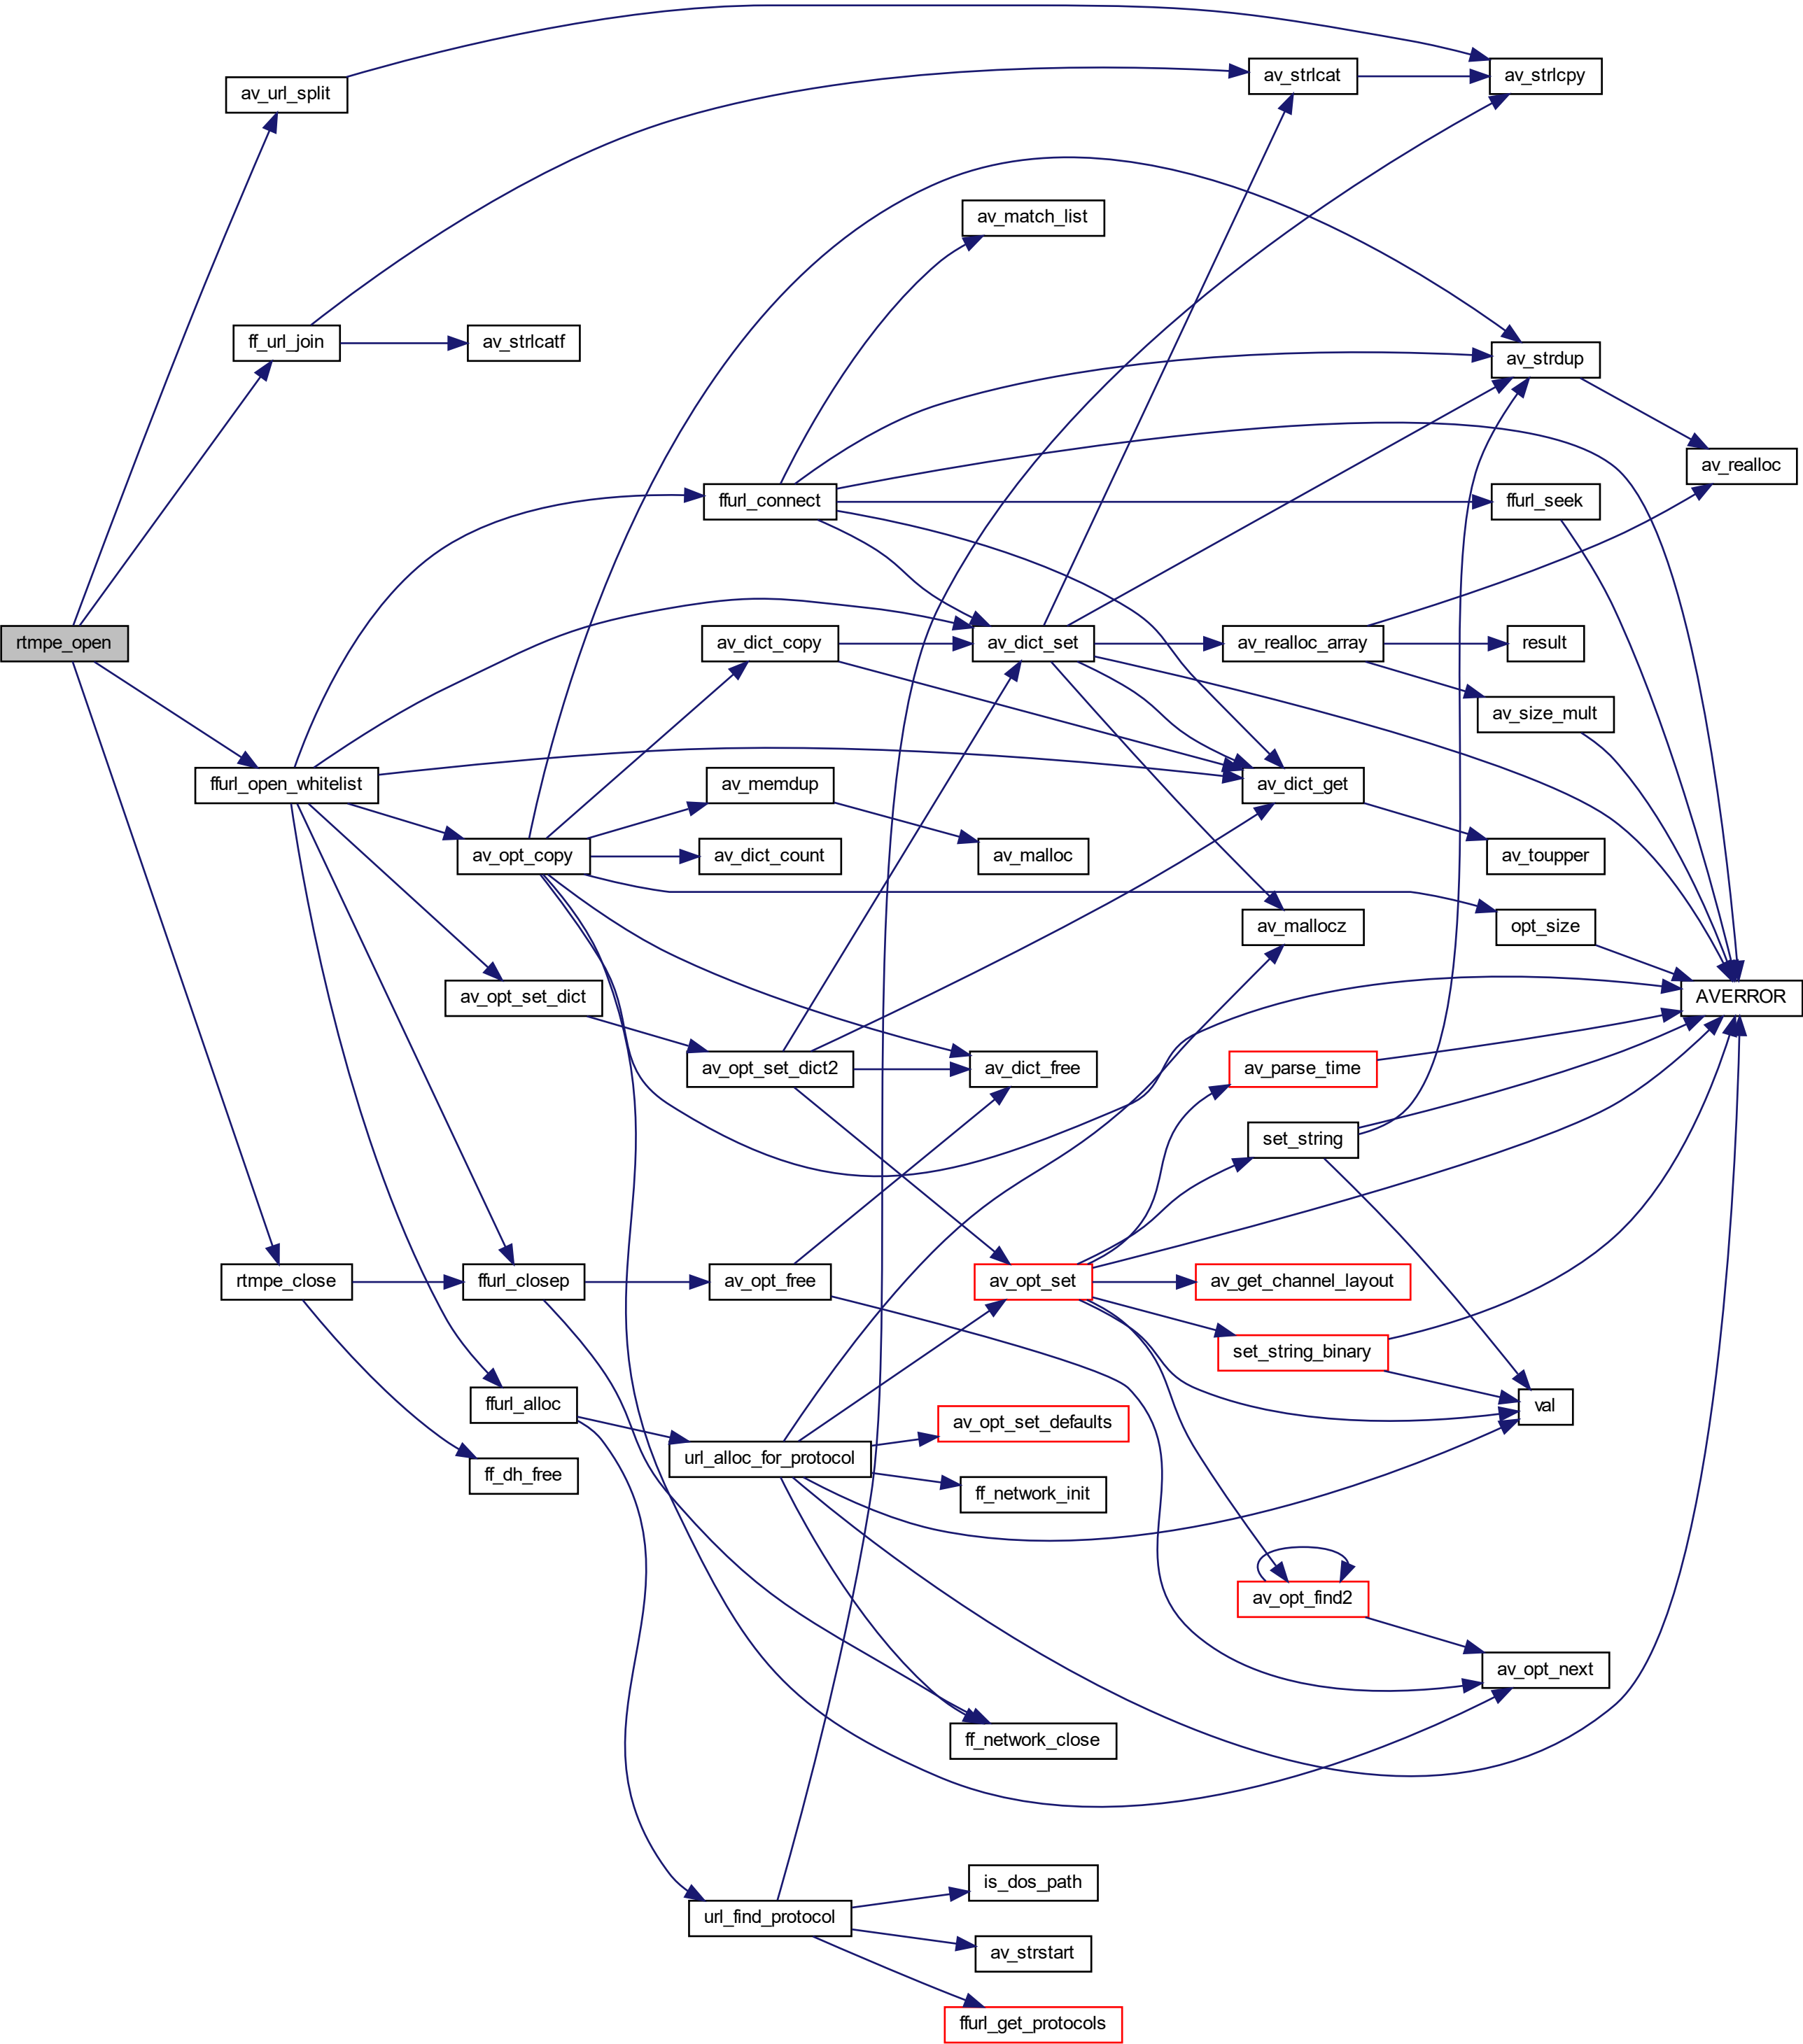 av_url_split
av_strlcat
av_strlcpy
av_match_list
ff_url_join
av_strlcatf
av_strdup
av_realloc
ffurl_connect
ffurl_seek
rtmpe_open
av_dict_copy
av_dict_set
av_realloc_array
result
av_size_mult
ffurl_open_whitelist
av_memdup
av_dict_get
av_opt_copy
av_dict_count
av_malloc
av_toupper
av_mallocz
opt_size
av_opt_set_dict
AVERROR
av_opt_set_dict2
av_dict_free
av_parse_time
set_string
rtmpe_close
ffurl_closep
av_opt_free
av_opt_set
av_get_channel_layout
set_string_binary
ffurl_alloc
val
av_opt_set_defaults
url_alloc_for_protocol
ff_dh_free
ff_network_init
av_opt_find2
av_opt_next
ff_network_close
is_dos_path
url_find_protocol
av_strstart
ffurl_get_protocols